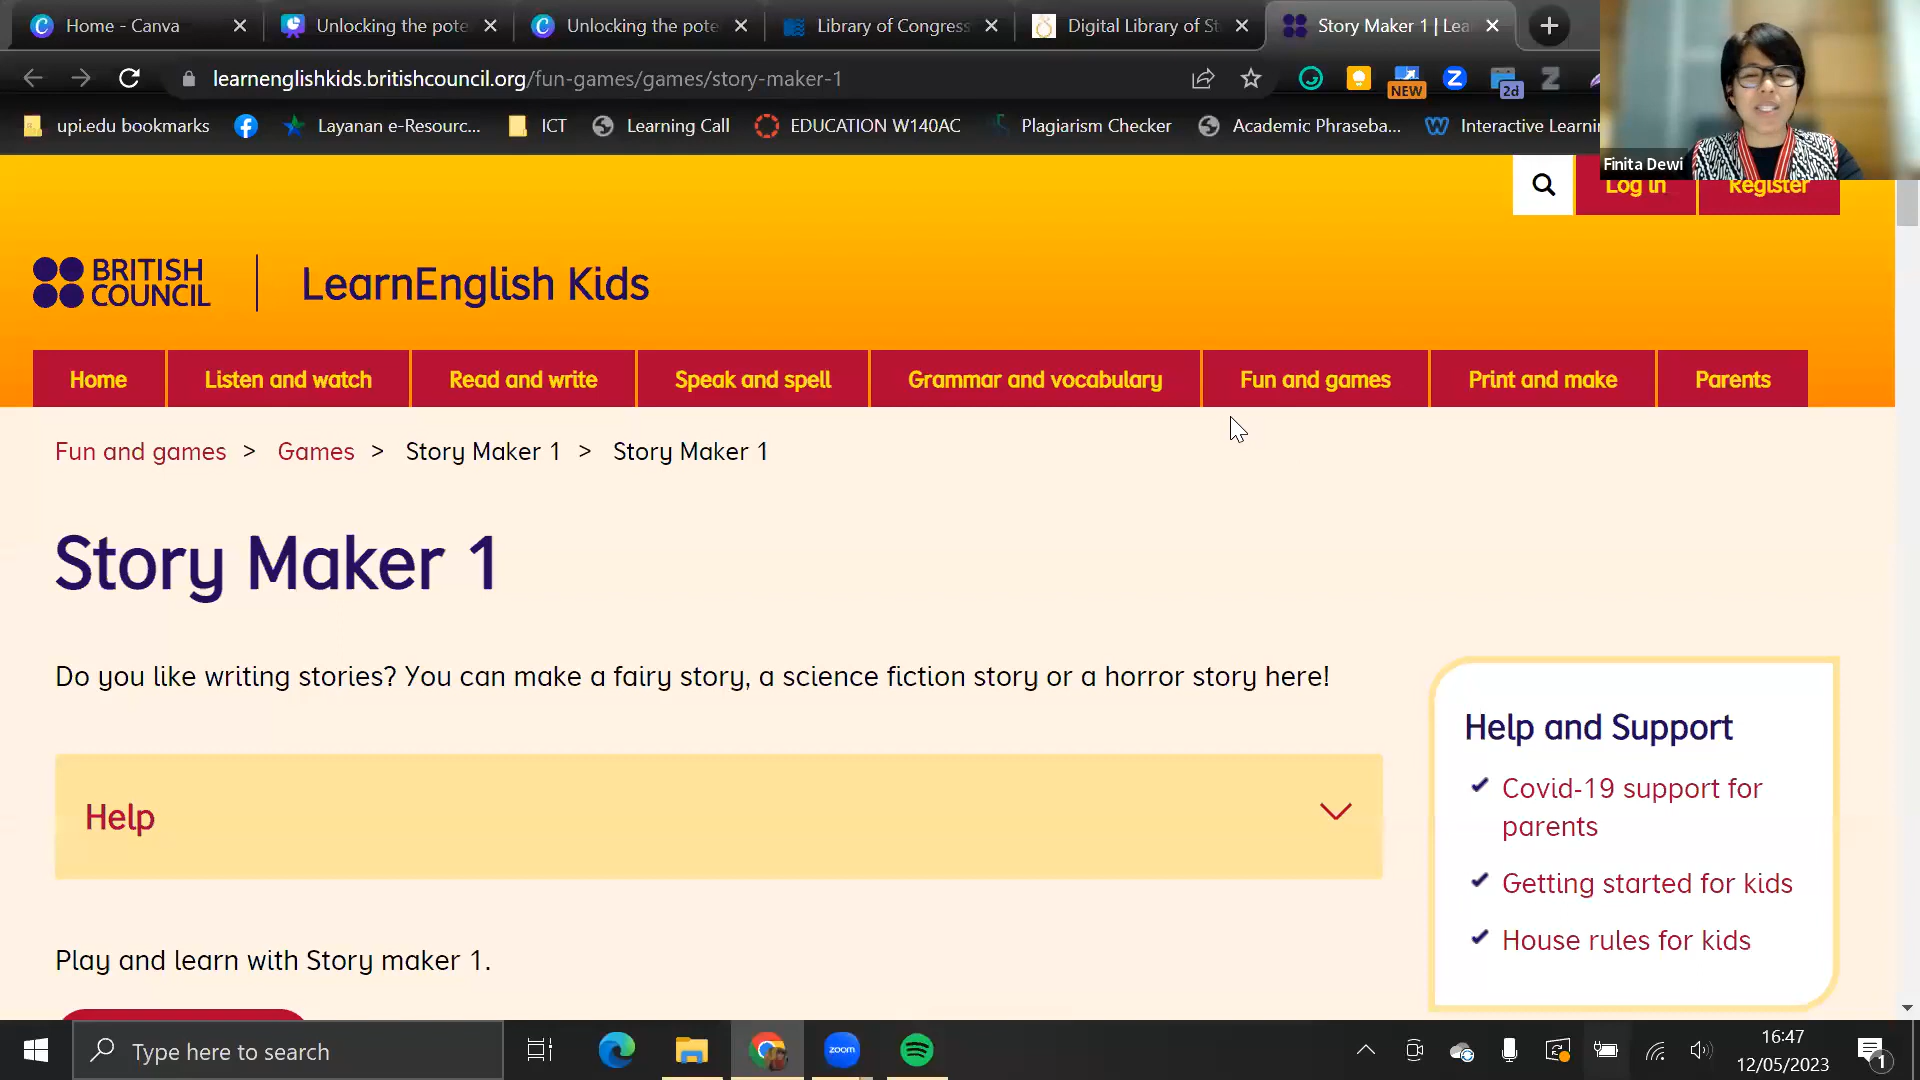 Home - Canva
Unlocking the pote
Unlocking the pote
Library of Congress
Digital Library of St
Story Maker 1 | Lea
learnenglishkids.britishcouncil.org/fun-games/games/story-maker-1
NEW
2d
upi.edu bookmarks
Layanan e-Resourc...
ICT
Learning Call
EDUCATION W140AC
Plagiarism Checker
Academic Phraseba...
Interactive Learni
Finita Dewi
Log in
Register
BRITISH
COUNCIL
LearnEnglish Kids
Home
Listen and watch
Read and write
Speak and spell
Grammar and vocabulary
Fun and games
Print and make
Parents
Fun and games > Games > Story Maker 1 > Story Maker 1
Story Maker 1
Do you like writing stories? You can make a fairy story, a science fiction story or a horror story here!
Help
Play and learn with Story maker 1.
Help and Support
Covid-19 support for
parents
Getting started for kids
House rules for kids
Type here to search
zoom
16:47
12/05/2023
1